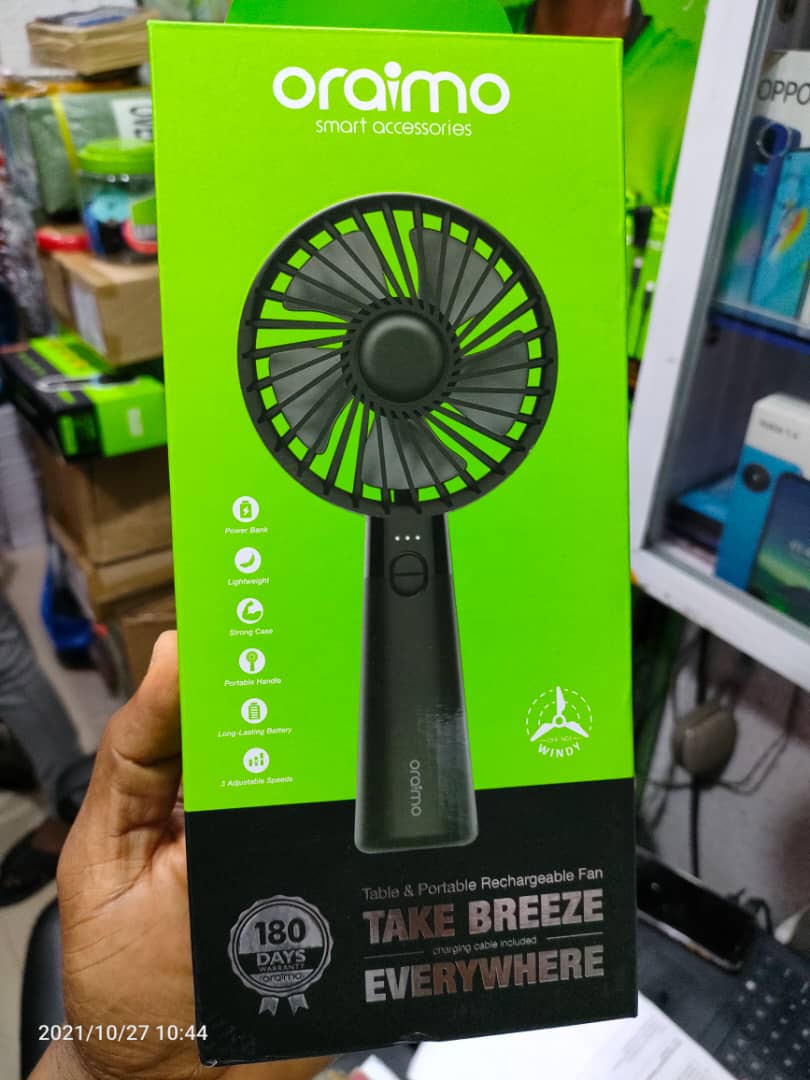 oraimo
smart accessories
OPPO
Power Bank
Lightweight
Strong Case
Portable Handle
Long-Lasting Battery
3 Adjustable Speeds
oraimo
WINDY
Table & Portable Rechargeable Fan
TAKE BREEZE
charging cable included
EVERYWHERE
180
DAYS
WARRANTY
oraimo
2021/10/27 10:44